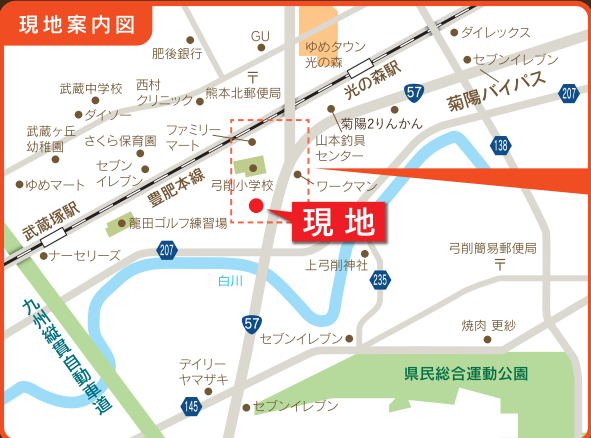 現地案内図
GU
ダイレックス
肥後銀行
ゆめタウン
光の森
セブンイレブン
〒
光の森駅
武蔵中学校
西村
クリニック
熊本北郵便局
57
菊陽バイパス
207
ダイソー
菊陽2りんかん
武蔵ヶ丘
幼稚園
さくら保育園
ファミリー
マート
山本釣具
センター
138
セブン
イレブン
ゆめマート
豊肥本線
弓削小学校
ワークマン
武蔵塚駅
龍田ゴルフ練習場
現地
ナーセリーズ
207
上弓削神社
弓削簡易郵便局
〒
白川
235
九州縦貫自動車道
57
セブンイレブン
焼肉 更紗
デイリー
ヤマザキ
県民総合運動公園
145
セブンイレブン